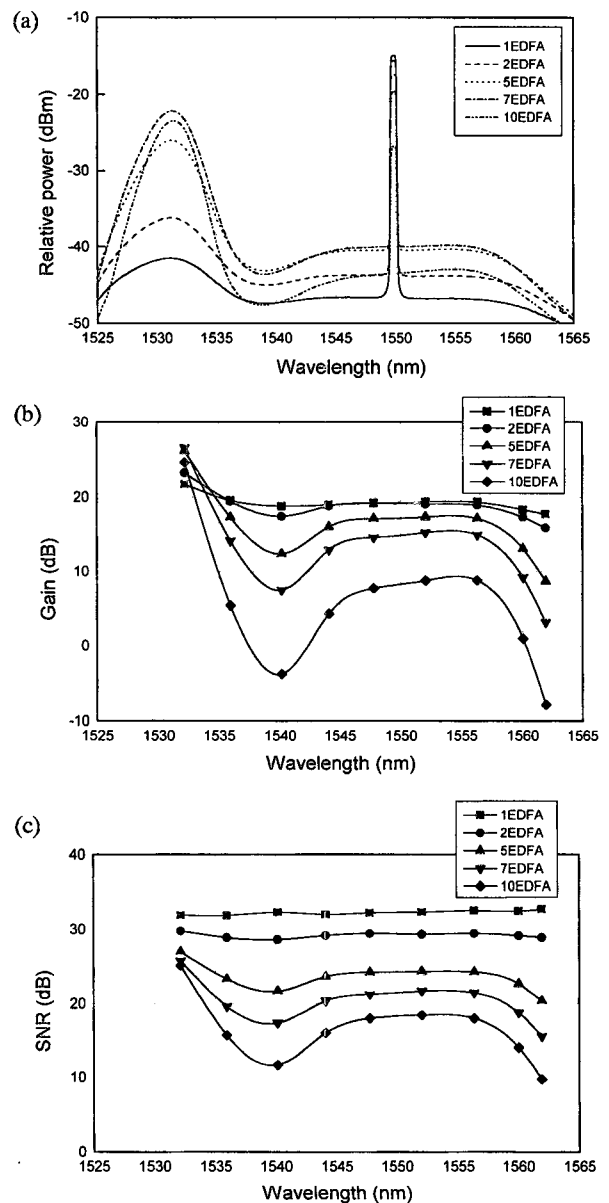 (a)
-10
-20
-30
-40
-50
Relative power (dBm)
1EDFA
2EDFA
5EDFA
7EDFA
10EDFA
1525 1530 1535 1540 1545 1550 1555 1560 1565
Wavelength (nm)
(b)
30
20
10
0
-10
Gain (dB)
1EDFA
2EDFA
5EDFA
7EDFA
10EDFA
1525 1530 1535 1540 1545 1550 1555 1560 1565
Wavelength (nm)
(c)
40
30
20
10
0
SNR (dB)
1EDFA
2EDFA
5EDFA
7EDFA
10EDFA
1525 1530 1535 1540 1545 1550 1555 1560 1565
Wavelength (nm)